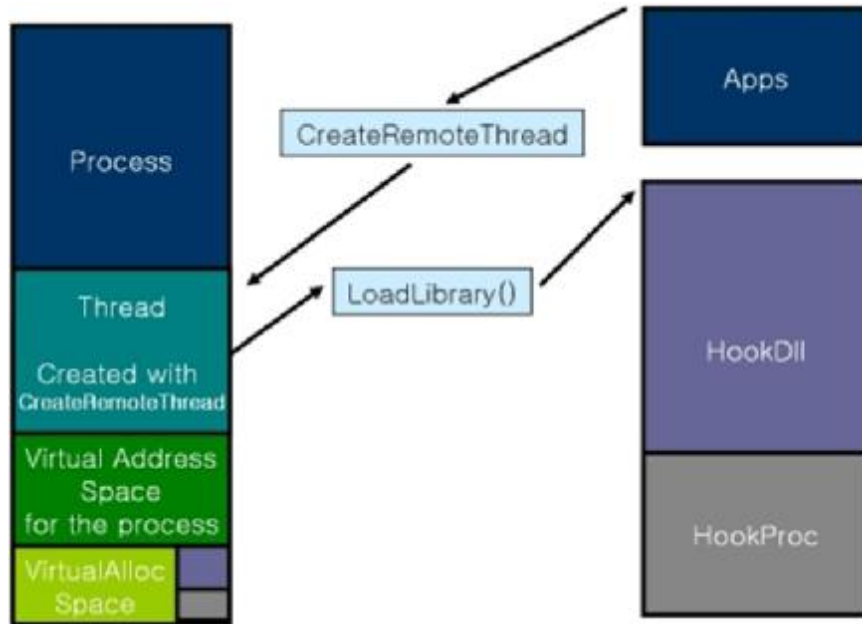 Apps
CreateRemoteThread
Process
LoadLibrary()
Thread
Created with
CreateRemoteThread
HookDll
Virtual Address
Space
for the process
HookProc
VirtualAlloc
Space